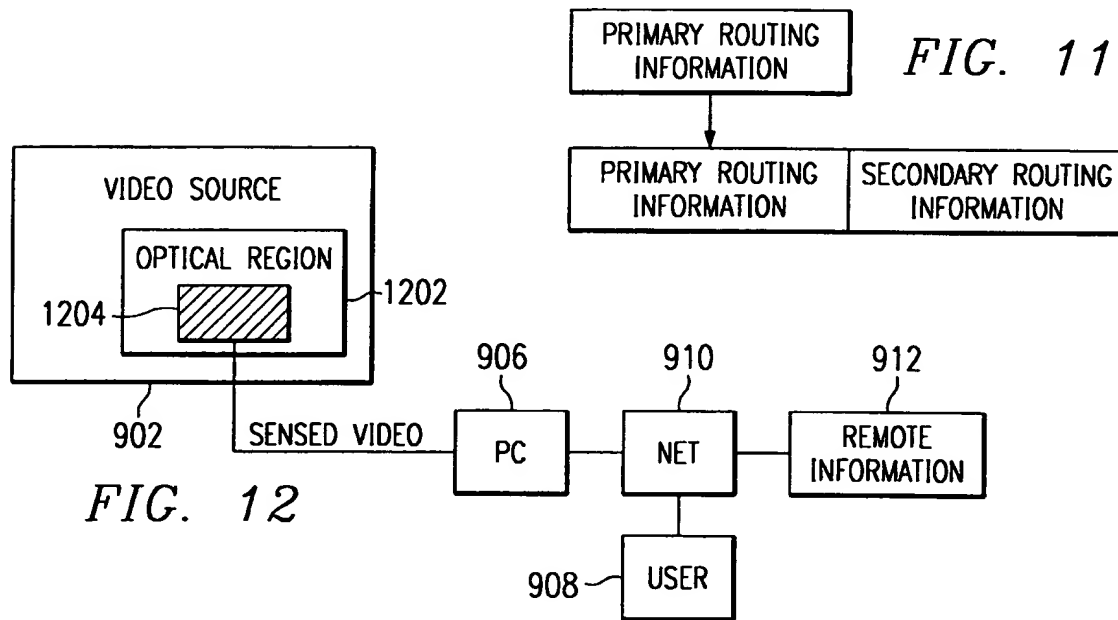 PRIMARY ROUTING
INFORMATION
FIG. 11
PRIMARY ROUTING
INFORMATION
SECONDARY ROUTING
INFORMATION
VIDEO SOURCE
OPTICAL REGION
1204
1202
902
SENSED VIDEO
906
PC
910
NET
912
REMOTE
INFORMATION
908
USER
FIG. 12